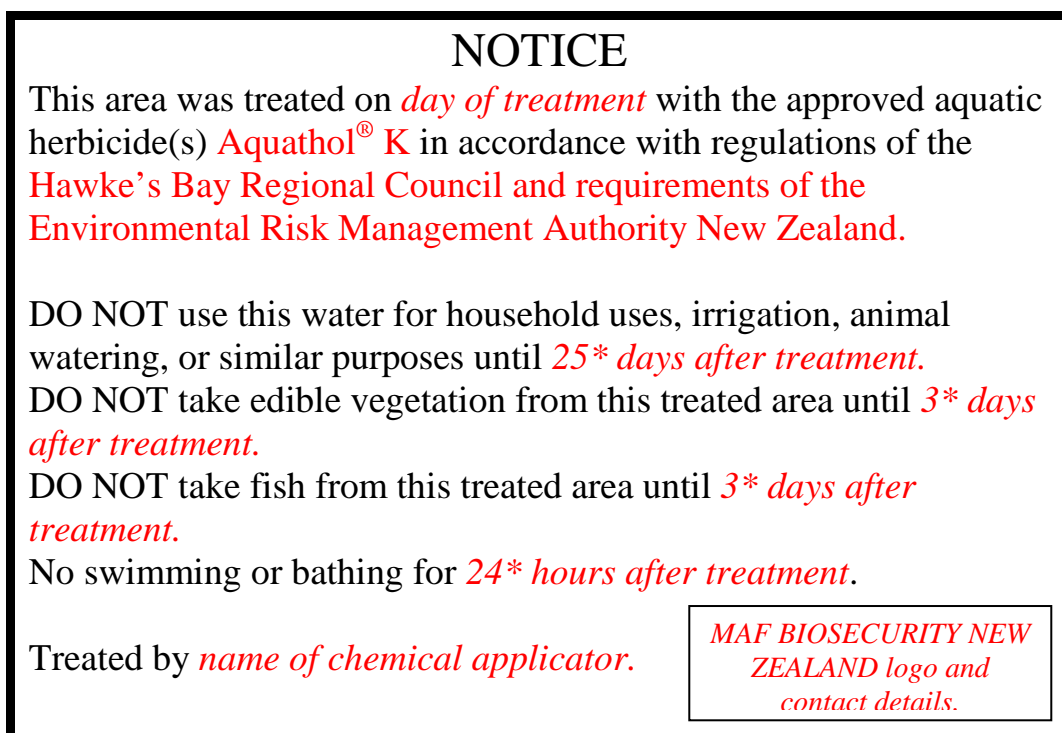 NOTICE
This area was treated on day of treatment with the approved aquatic
herbicide(s) Aquathol® K in accordance with regulations of the
Hawke’s Bay Regional Council and requirements of the
Environmental Risk Management Authority New Zealand.
DO NOT use this water for household uses, irrigation, animal
watering, or similar purposes until 25* days after treatment.
DO NOT take edible vegetation from this treated area until 3* days
after treatment.
DO NOT take fish from this treated area until 3* days after
treatment.
No swimming or bathing for 24* hours after treatment.
Treated by name of chemical applicator.
MAF BIOSECURITY NEW
ZEALAND logo and
contact details.